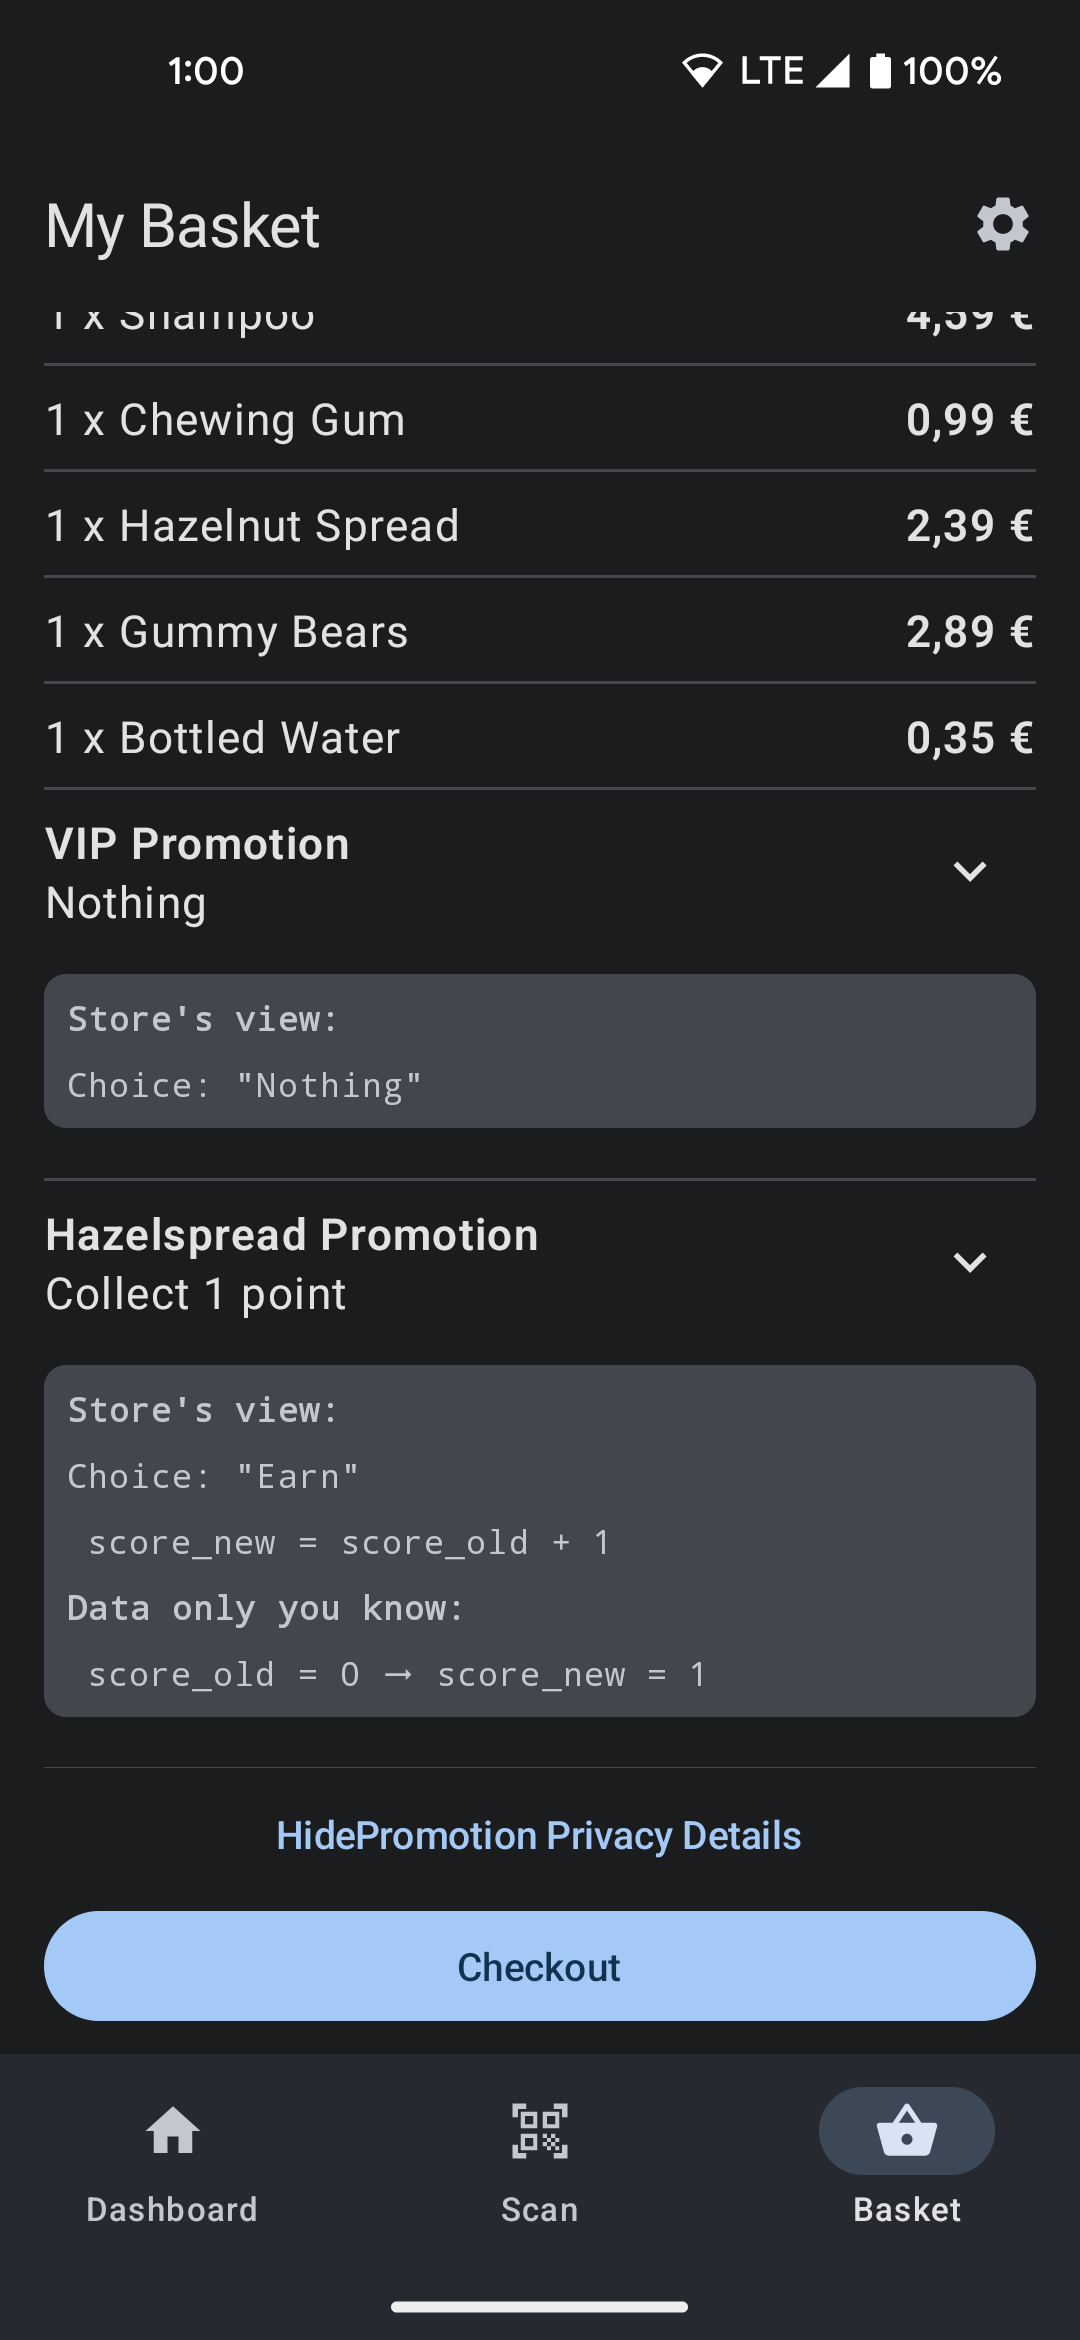 1:00 LTE 100%
My Basket
1 x Shampoo 4,59 €
1 x Chewing Gum 0,99 €
1 x Hazelnut Spread 2,39 €
1 x Gummy Bears 2,89 €
1 x Bottled Water 0,35 €
VIP Promotion
Nothing
Store's view:
Choice: "Nothing"
Hazelspread Promotion
Collect 1 point
Store's view:
Choice: "Earn"
score_new = score_old + 1
Data only you know:
score_old = 0 → score_new = 1
HidePromotion Privacy Details
Checkout
Dashboard Scan Basket